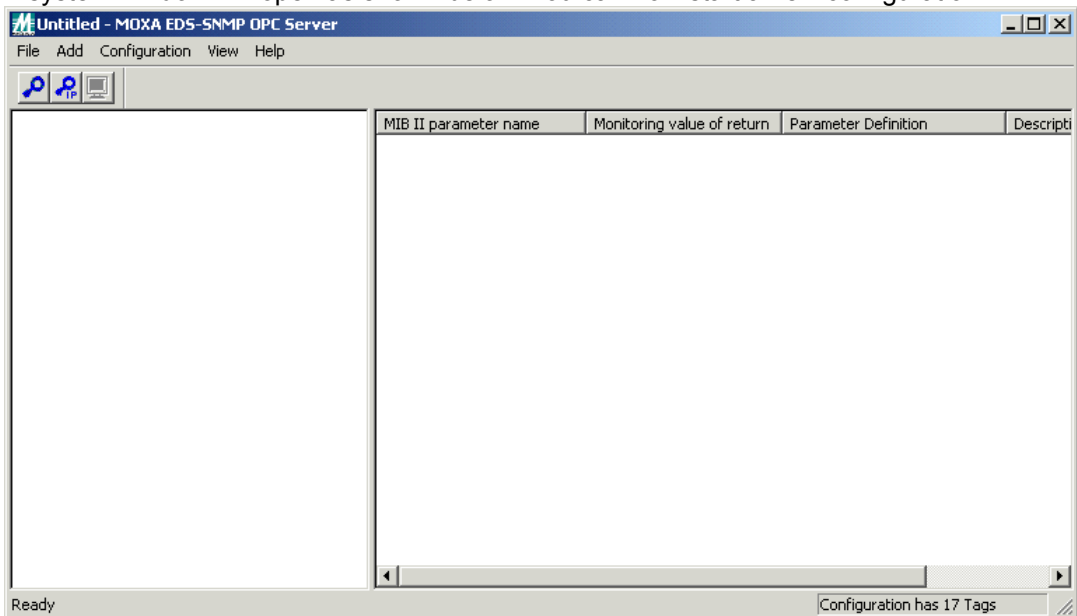 Untitled - MOXA EDS-SNMP OPC Server
File Add Configuration View Help
IP
MIB II parameter name Monitoring value of return Parameter Definition Descripti
Ready Configuration has 17 Tags